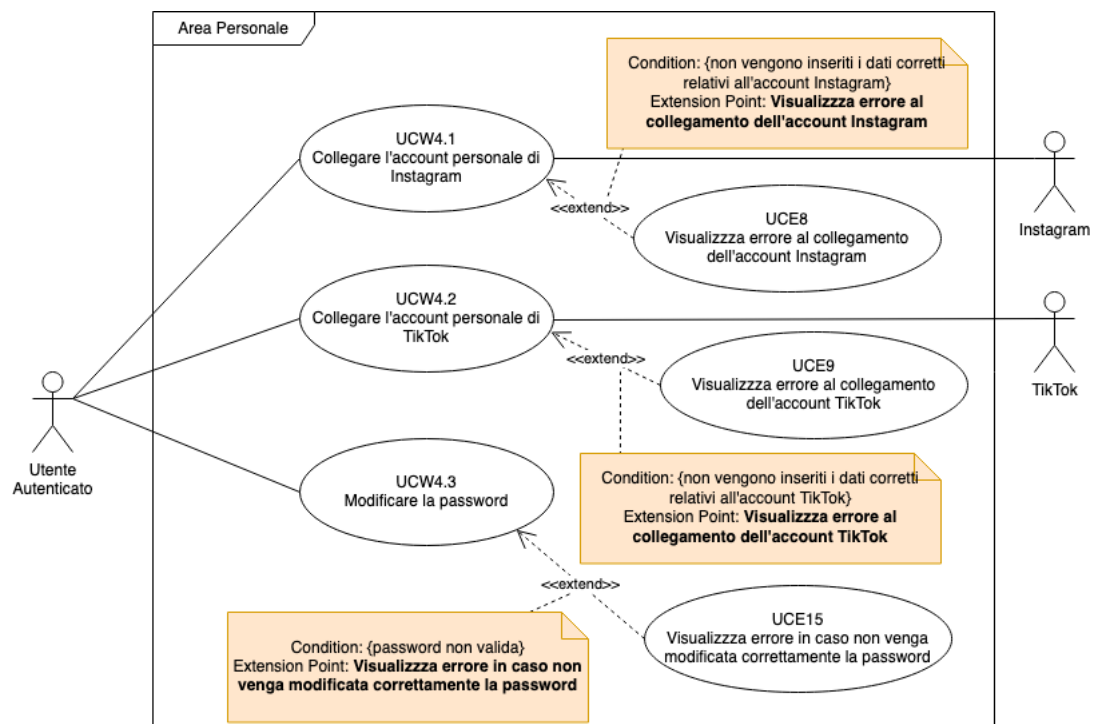 Area Personale
Condition: {non vengono inseriti i dati corretti
relativi all'account Instagram}
Extension Point: Visualizzza errore al
collegamento dell'account Instagram
UCW4.1
Collegare l'account personale di
Instagram
<<extend>>
UCE8
Visualizzza errore al collegamento
dell'account Instagram
Instagram
UCW4.2
Collegare l'account personale di
TikTok
<<extend>>
UCE9
Visualizzza errore al collegamento
dell'account TikTok
TikTok
Utente
Autenticato
UCW4.3
Modificare la password
Condition: {non vengono inseriti i dati corretti
relativi all'account TikTok}
Extension Point: Visualizzza errore al
collegamento dell'account TikTok
<<extend>>
UCE15
Visualizzza errore in caso non venga
modificata correttamente la password
Condition: {password non valida}
Extension Point: Visualizzza errore in caso non
venga modificata correttamente la password